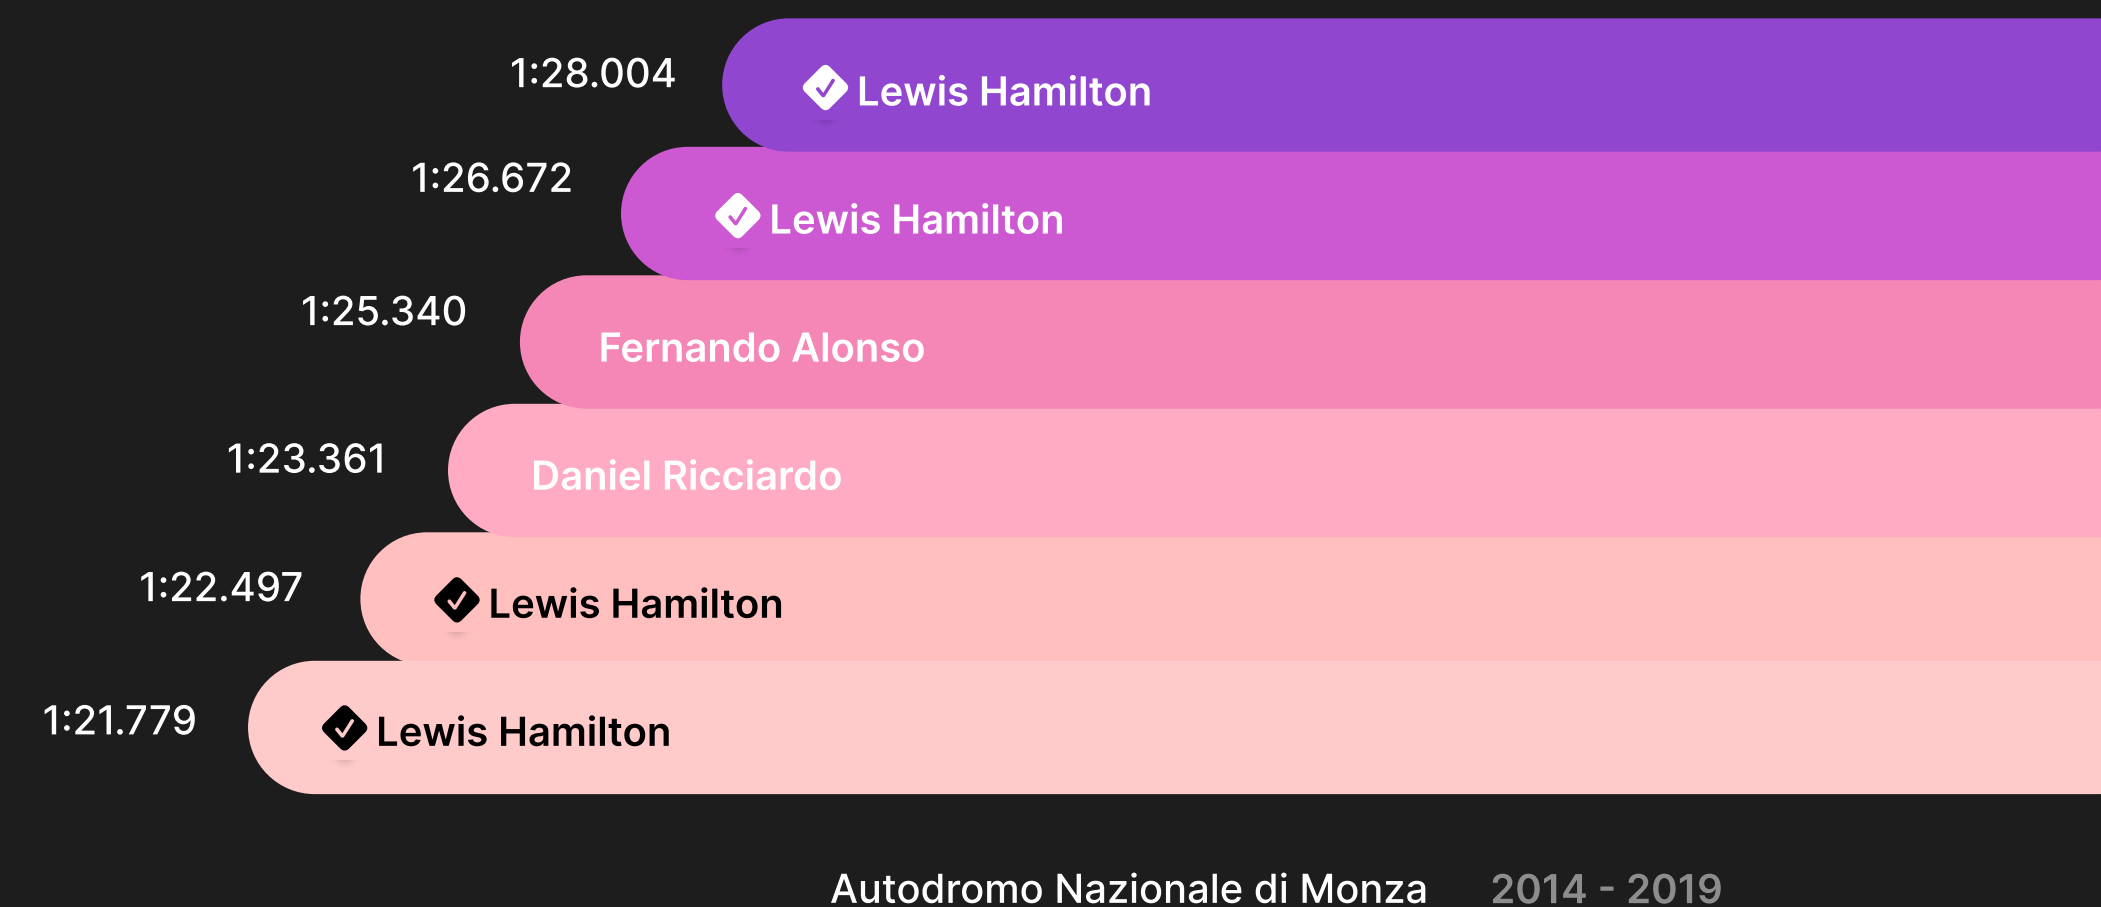 1:28.004
Lewis Hamilton
1:26.672
Lewis Hamilton
1:25.340
Fernando Alonso
1:23.361
Daniel Ricciardo
1:22.497
Lewis Hamilton
1:21.779
Lewis Hamilton
Autodromo Nazionale di Monza 2014 - 2019